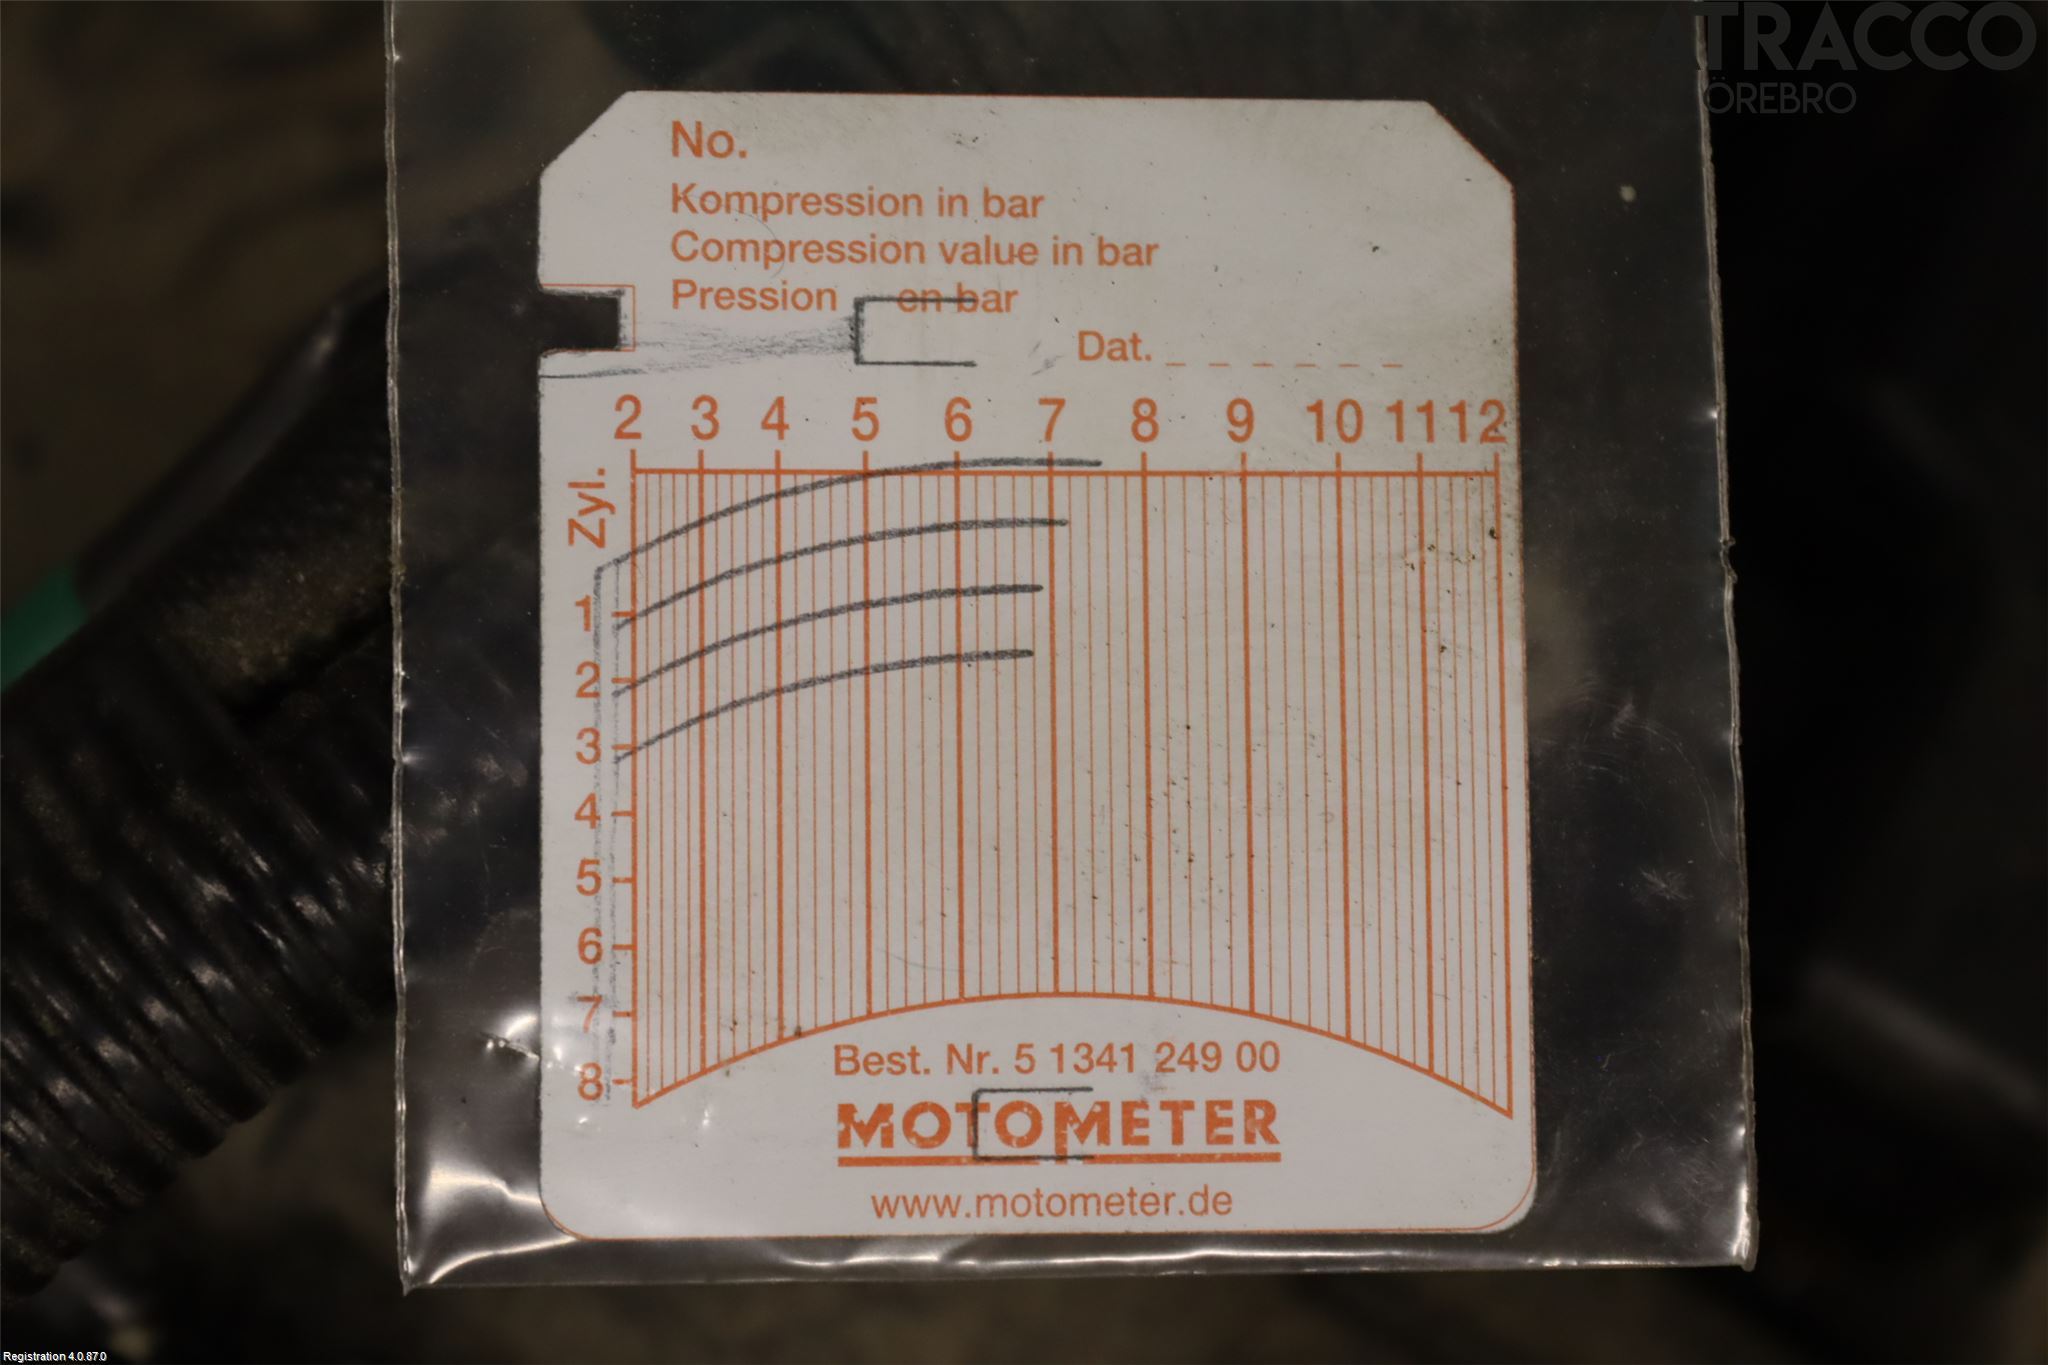 ATRACCO
ÖREBRO
No.
Kompression in bar
Compression value in bar
Pression en bar
Dat.
2 3 4 5 6 7 8 9 10 11 12
Zyl.
1
2
3
4
5
6
7
8
Best. Nr. 5 1341 249 00
MOTOMETER
www.motometer.de
Registration 4.0.87.0